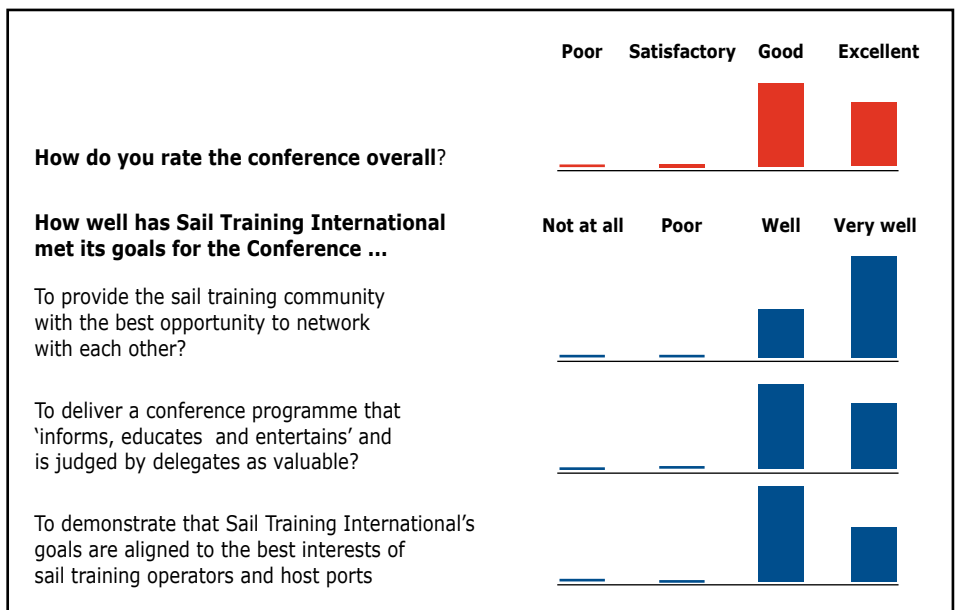 Poor Satisfactory Good Excellent
How do you rate the conference overall?
How well has Sail Training International
met its goals for the Conference ...
Not at all Poor Well Very well
To provide the sail training community
with the best opportunity to network
with each other?
To deliver a conference programme that
‘informs, educates and entertains’ and
is judged by delegates as valuable?
To demonstrate that Sail Training International’s
goals are aligned to the best interests of
sail training operators and host ports